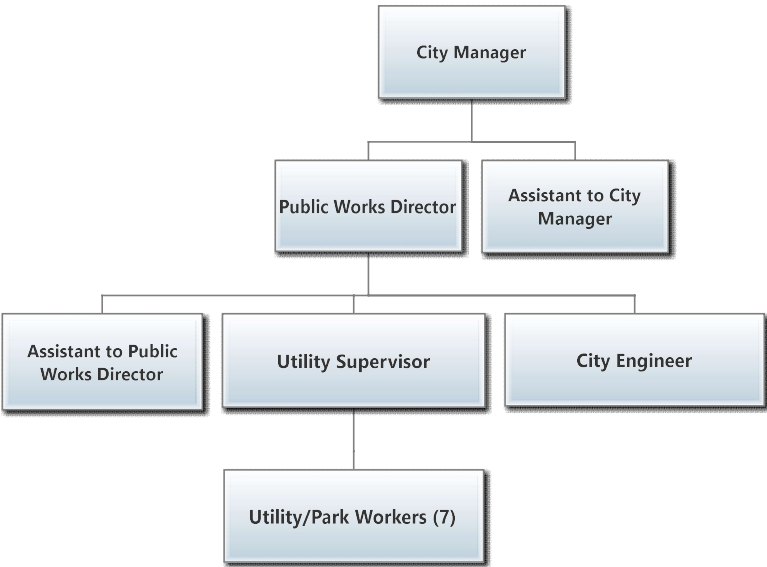 City Manager
Public Works Director
Assistant to City
Manager
Assistant to Public
Works Director
Utility Supervisor
City Engineer
Utility/Park Workers (7)